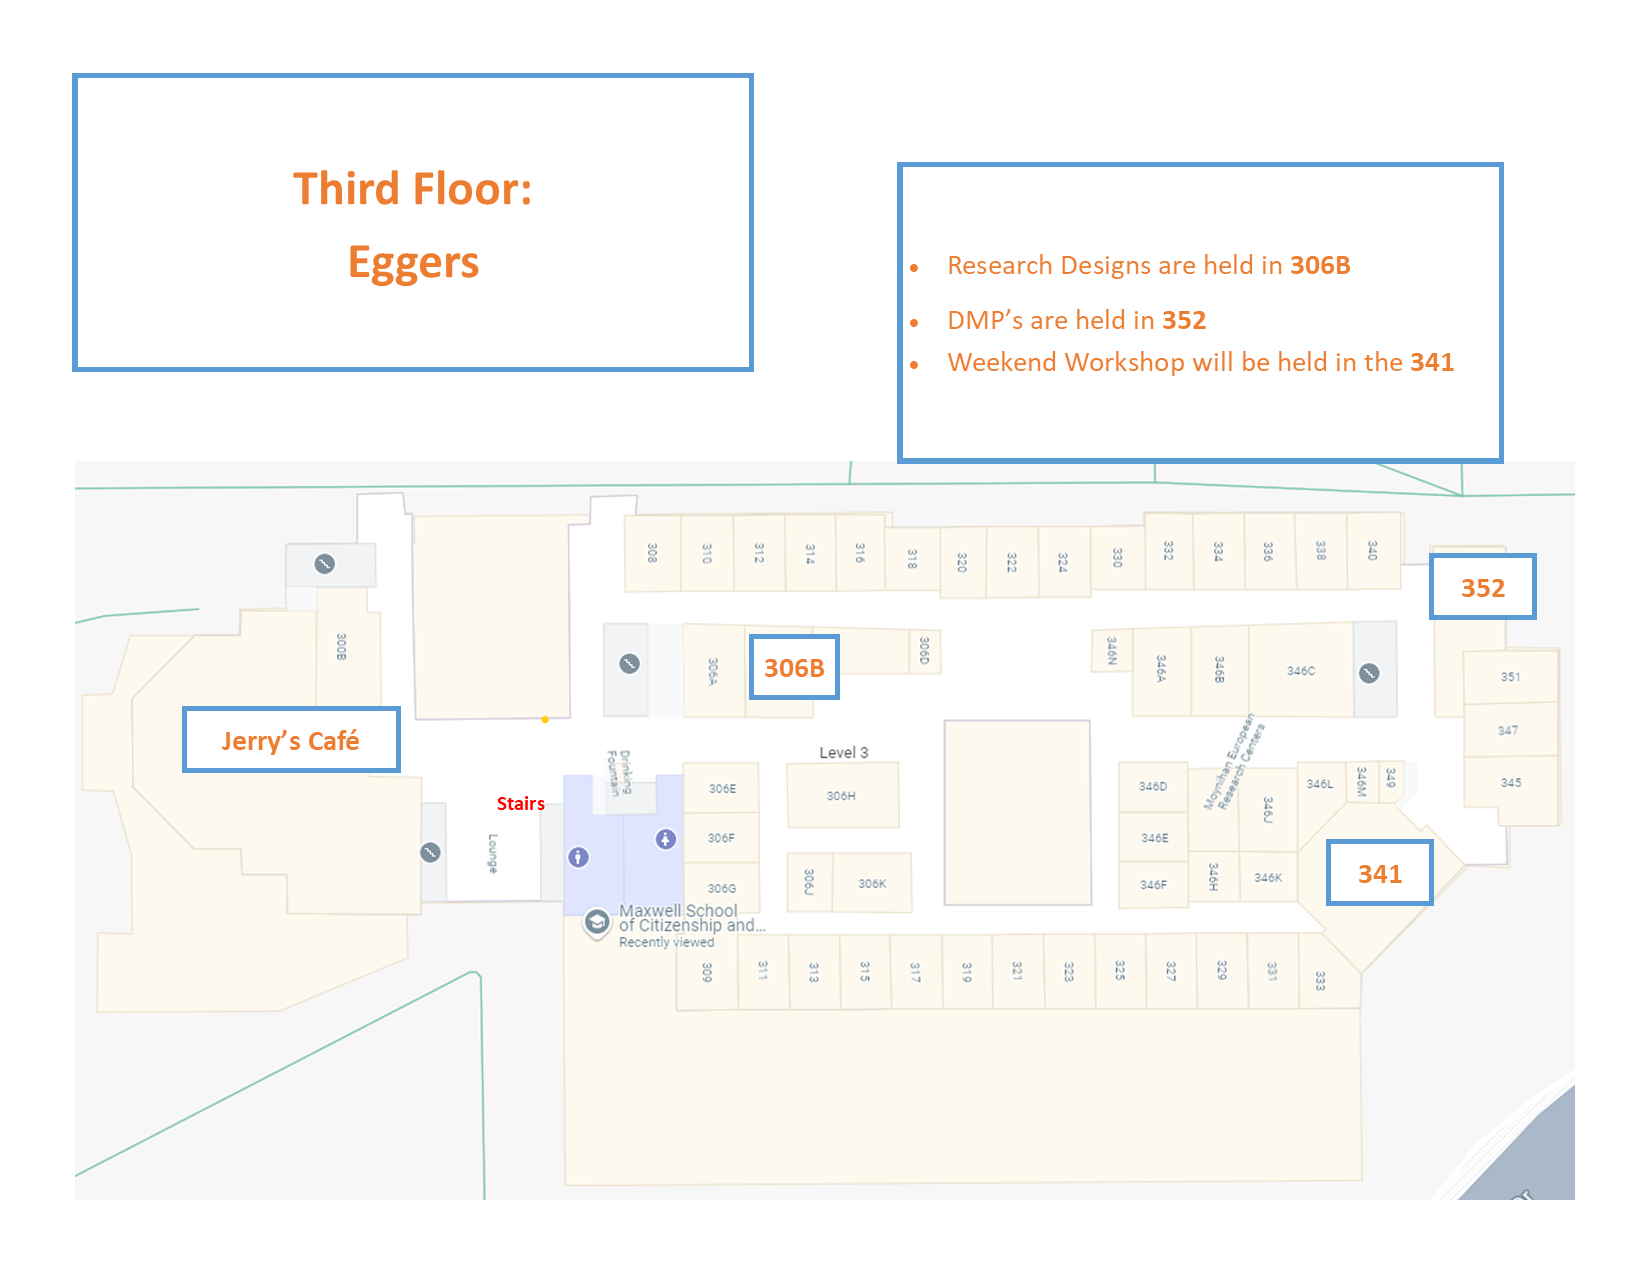 Third Floor:
Eggers
• Research Designs are held in 306B
• DMP’s are held in 352
• Weekend Workshop will be held in the 341
308
310
312
314
316
318
320
322
324
330
332
334
336
338
340
352
300B
306A
306B
306D
346N
346A
346B
346C
351
347
345
Jerry’s Café
Level 3
Drinking
Fountain
Moynihan European
Research Centers
Stairs
Lounge
306E
306F
306G
306H
306J
306K
346D
346E
346F
346J
346H
346K
346L
346M
349
341
Maxwell School
of Citizenship and...
Recently viewed
309
311
313
315
317
319
321
323
325
327
329
331
333